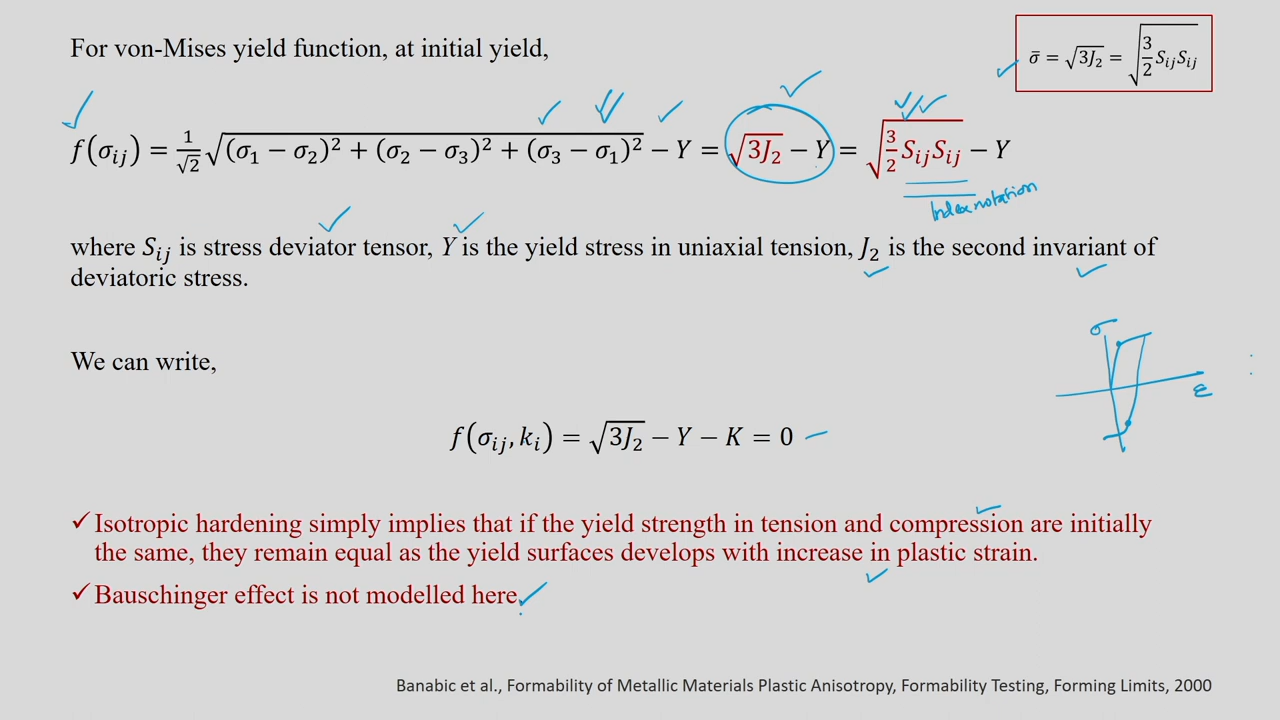 For von-Mises yield function, at initial yield,
σ̄ = √(3J₂) = √(3/2 SᵢⱼSᵢⱼ)
f(σᵢⱼ) = 1/√2 √((σ₁ − σ₂)² + (σ₂ − σ₃)² + (σ₃ − σ₁)²) − Y = √(3J₂) − Y = √(3/2 SᵢⱼSᵢⱼ) − Y
Index notation
where Sᵢⱼ is stress deviator tensor, Y is the yield stress in uniaxial tension, J₂ is the second invariant of
deviatoric stress.
σ
We can write,
ε
f(σᵢⱼ, kᵢ) = √(3J₂) − Y − K = 0
✓ Isotropic hardening simply implies that if the yield strength in tension and compression are initially
the same, they remain equal as the yield surfaces develops with increase in plastic strain.
✓ Bauschinger effect is not modelled here.
Banabic et al., Formability of Metallic Materials Plastic Anisotropy, Formability Testing, Forming Limits, 2000